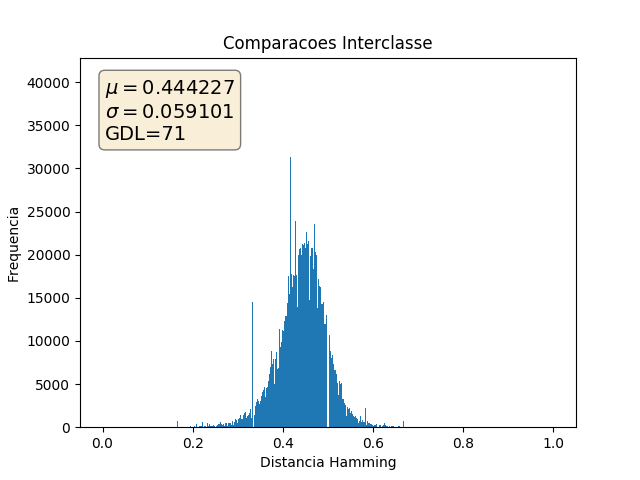 Comparacoes Interclasse
μ = 0.444227
σ = 0.059101
GDL=71
40000
35000
30000
25000
20000
15000
10000
5000
0
Frequencia
0.0 0.2 0.4 0.6 0.8 1.0
Distancia Hamming